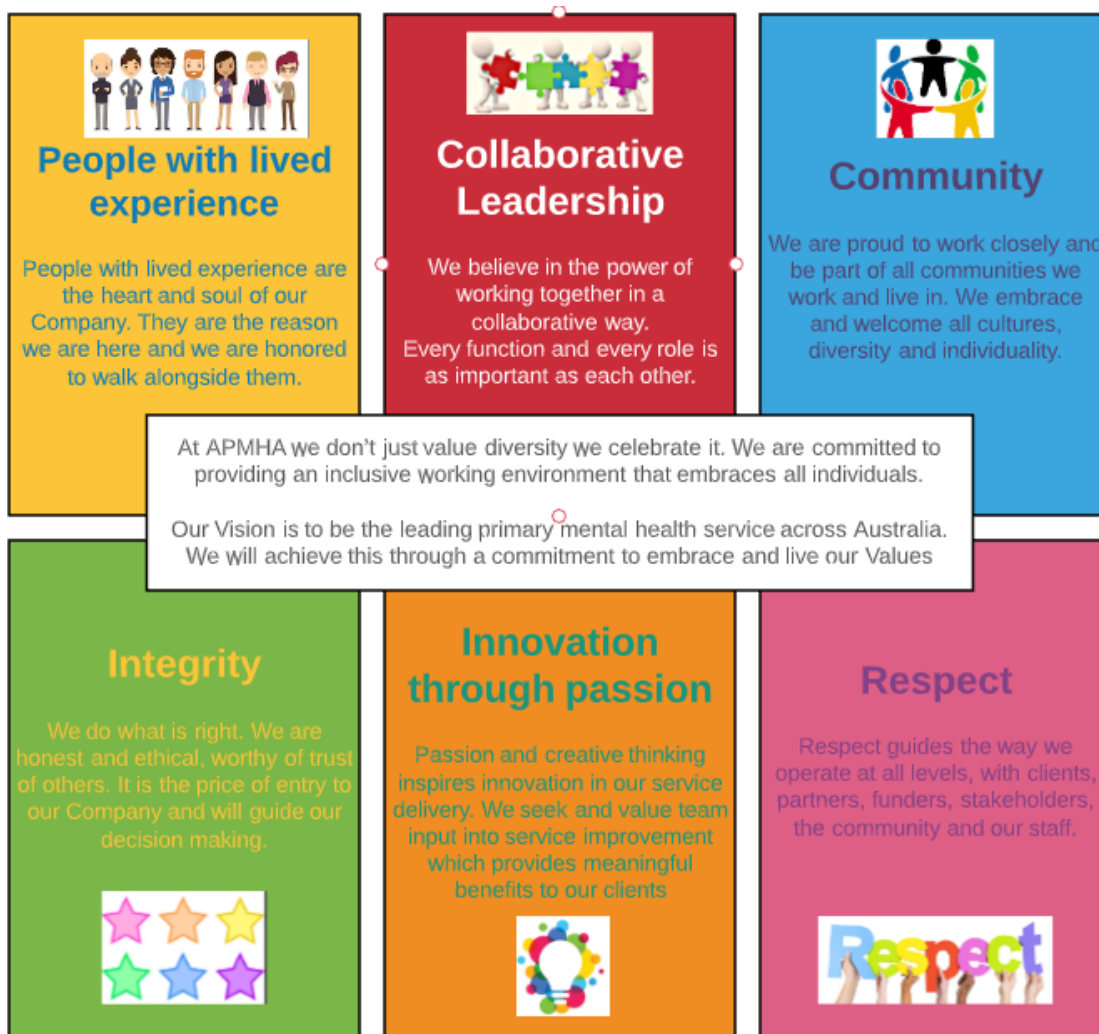 People with lived
experience
People with lived experience are
the heart and soul of our
Company. They are the reason
we are here and we are honored
to walk alongside them.
Collaborative
Leadership
We believe in the power of
working together in a
collaborative way.
Every function and every role is
as important as each other.
Community
We are proud to work closely and
be part of all communities we
work and live in. We embrace
and welcome all cultures,
diversity and individuality.
At APMHA we don't just value diversity we celebrate it. We are committed to
providing an inclusive working environment that embraces all individuals.
Our Vision is to be the leading primary mental health service across Australia.
We will achieve this through a commitment to embrace and live our Values
Integrity
We do what is right. We are
honest and ethical, worthy of trust
of others. It is the price of entry to
our Company and will guide our
decision making.
Innovation
through passion
Passion and creative thinking
inspires innovation in our service
delivery. We seek and value team
input into service improvement
which provides meaningful
benefits to our clients
Respect
Respect guides the way we
operate at all levels, with clients,
partners, funders, stakeholders,
the community and our staff.
Respect